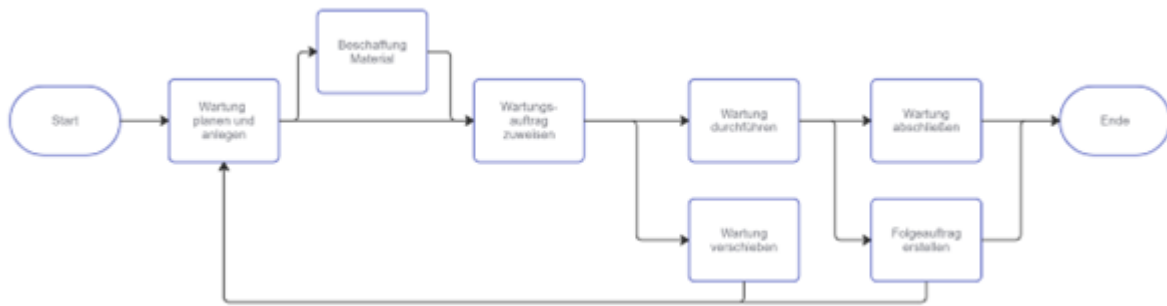 Beschaffung
Material
Start
Wartung
planen und
anlegen
Wartungs-
auftrag
zuweisen
Wartung
durchführen
Wartung
abschließen
Ende
Wartung
verschieben
Folgeauftrag
erstellen